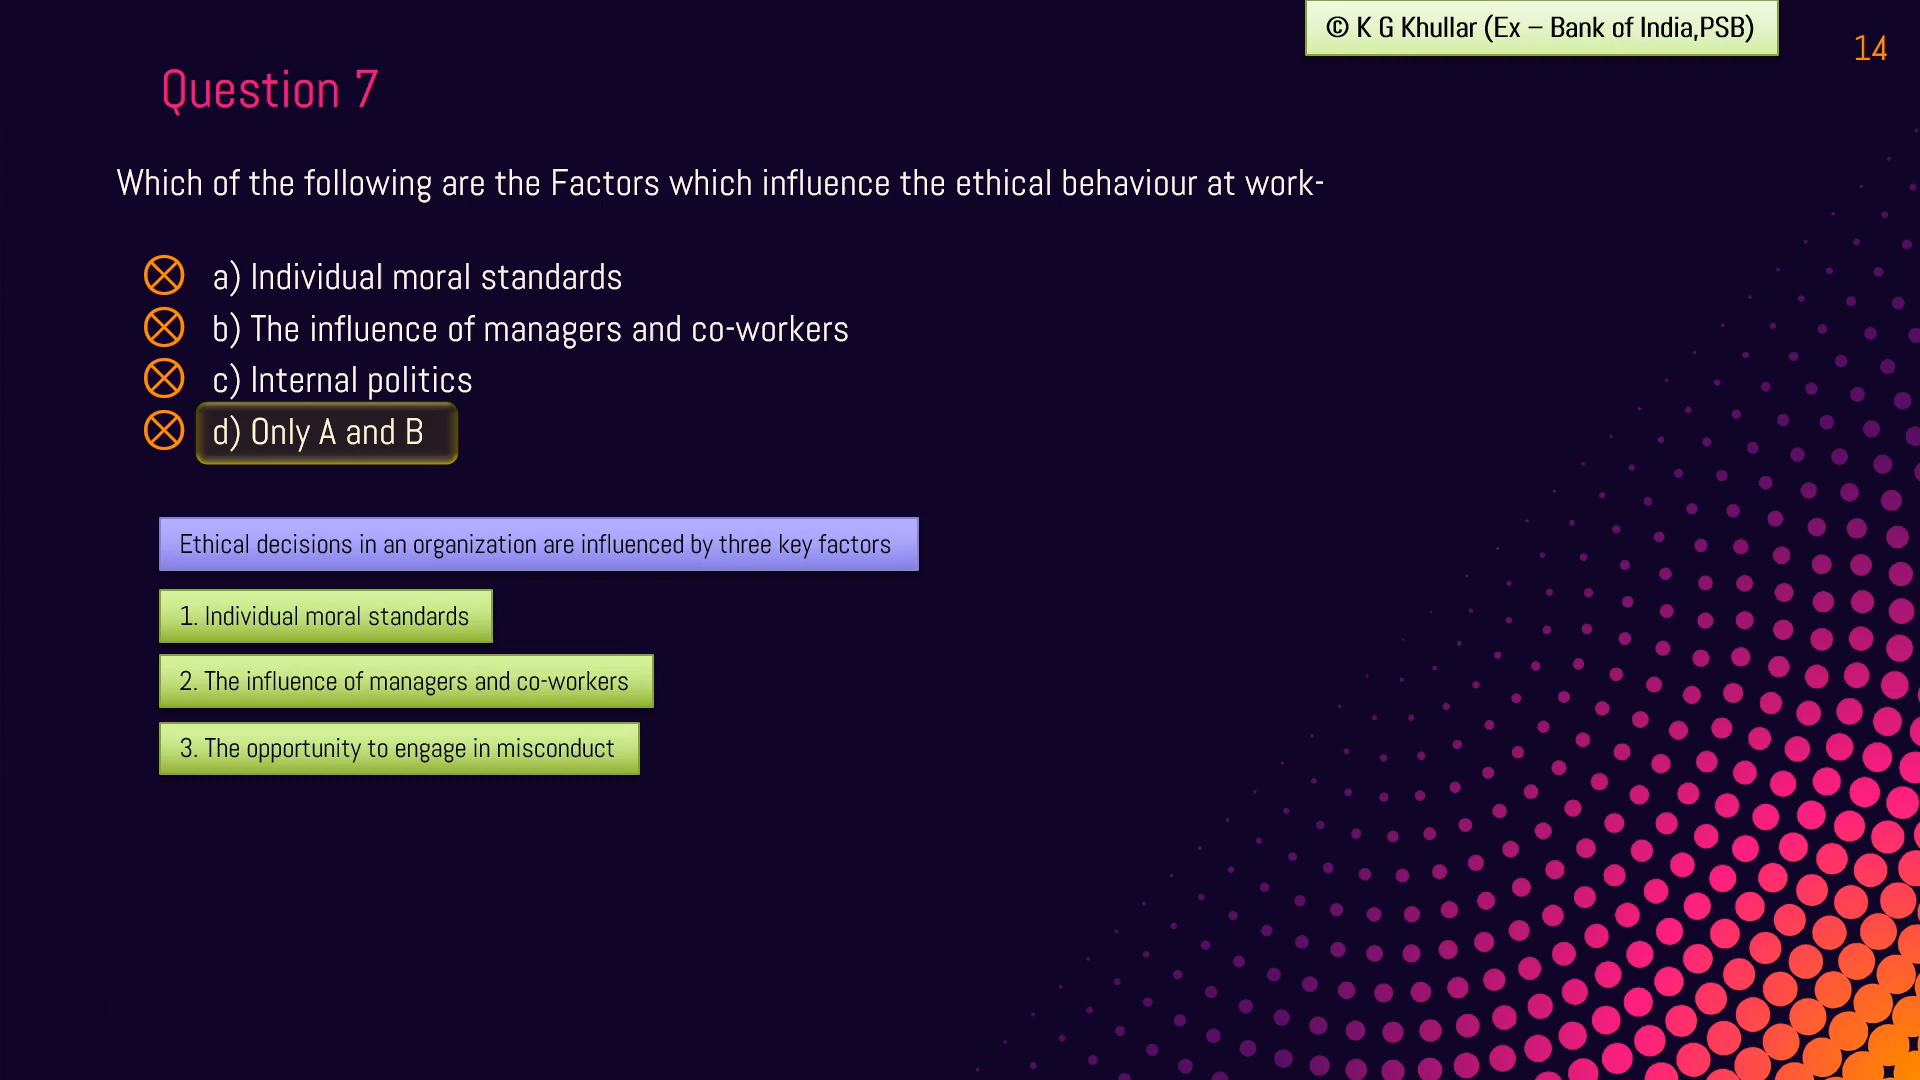 © K G Khullar (Ex – Bank of India,PSB)
14
Question 7
Which of the following are the Factors which influence the ethical behaviour at work-
a) Individual moral standards
b) The influence of managers and co-workers
c) Internal politics
d) Only A and B
Ethical decisions in an organization are influenced by three key factors
1. Individual moral standards
2. The influence of managers and co-workers
3. The opportunity to engage in misconduct